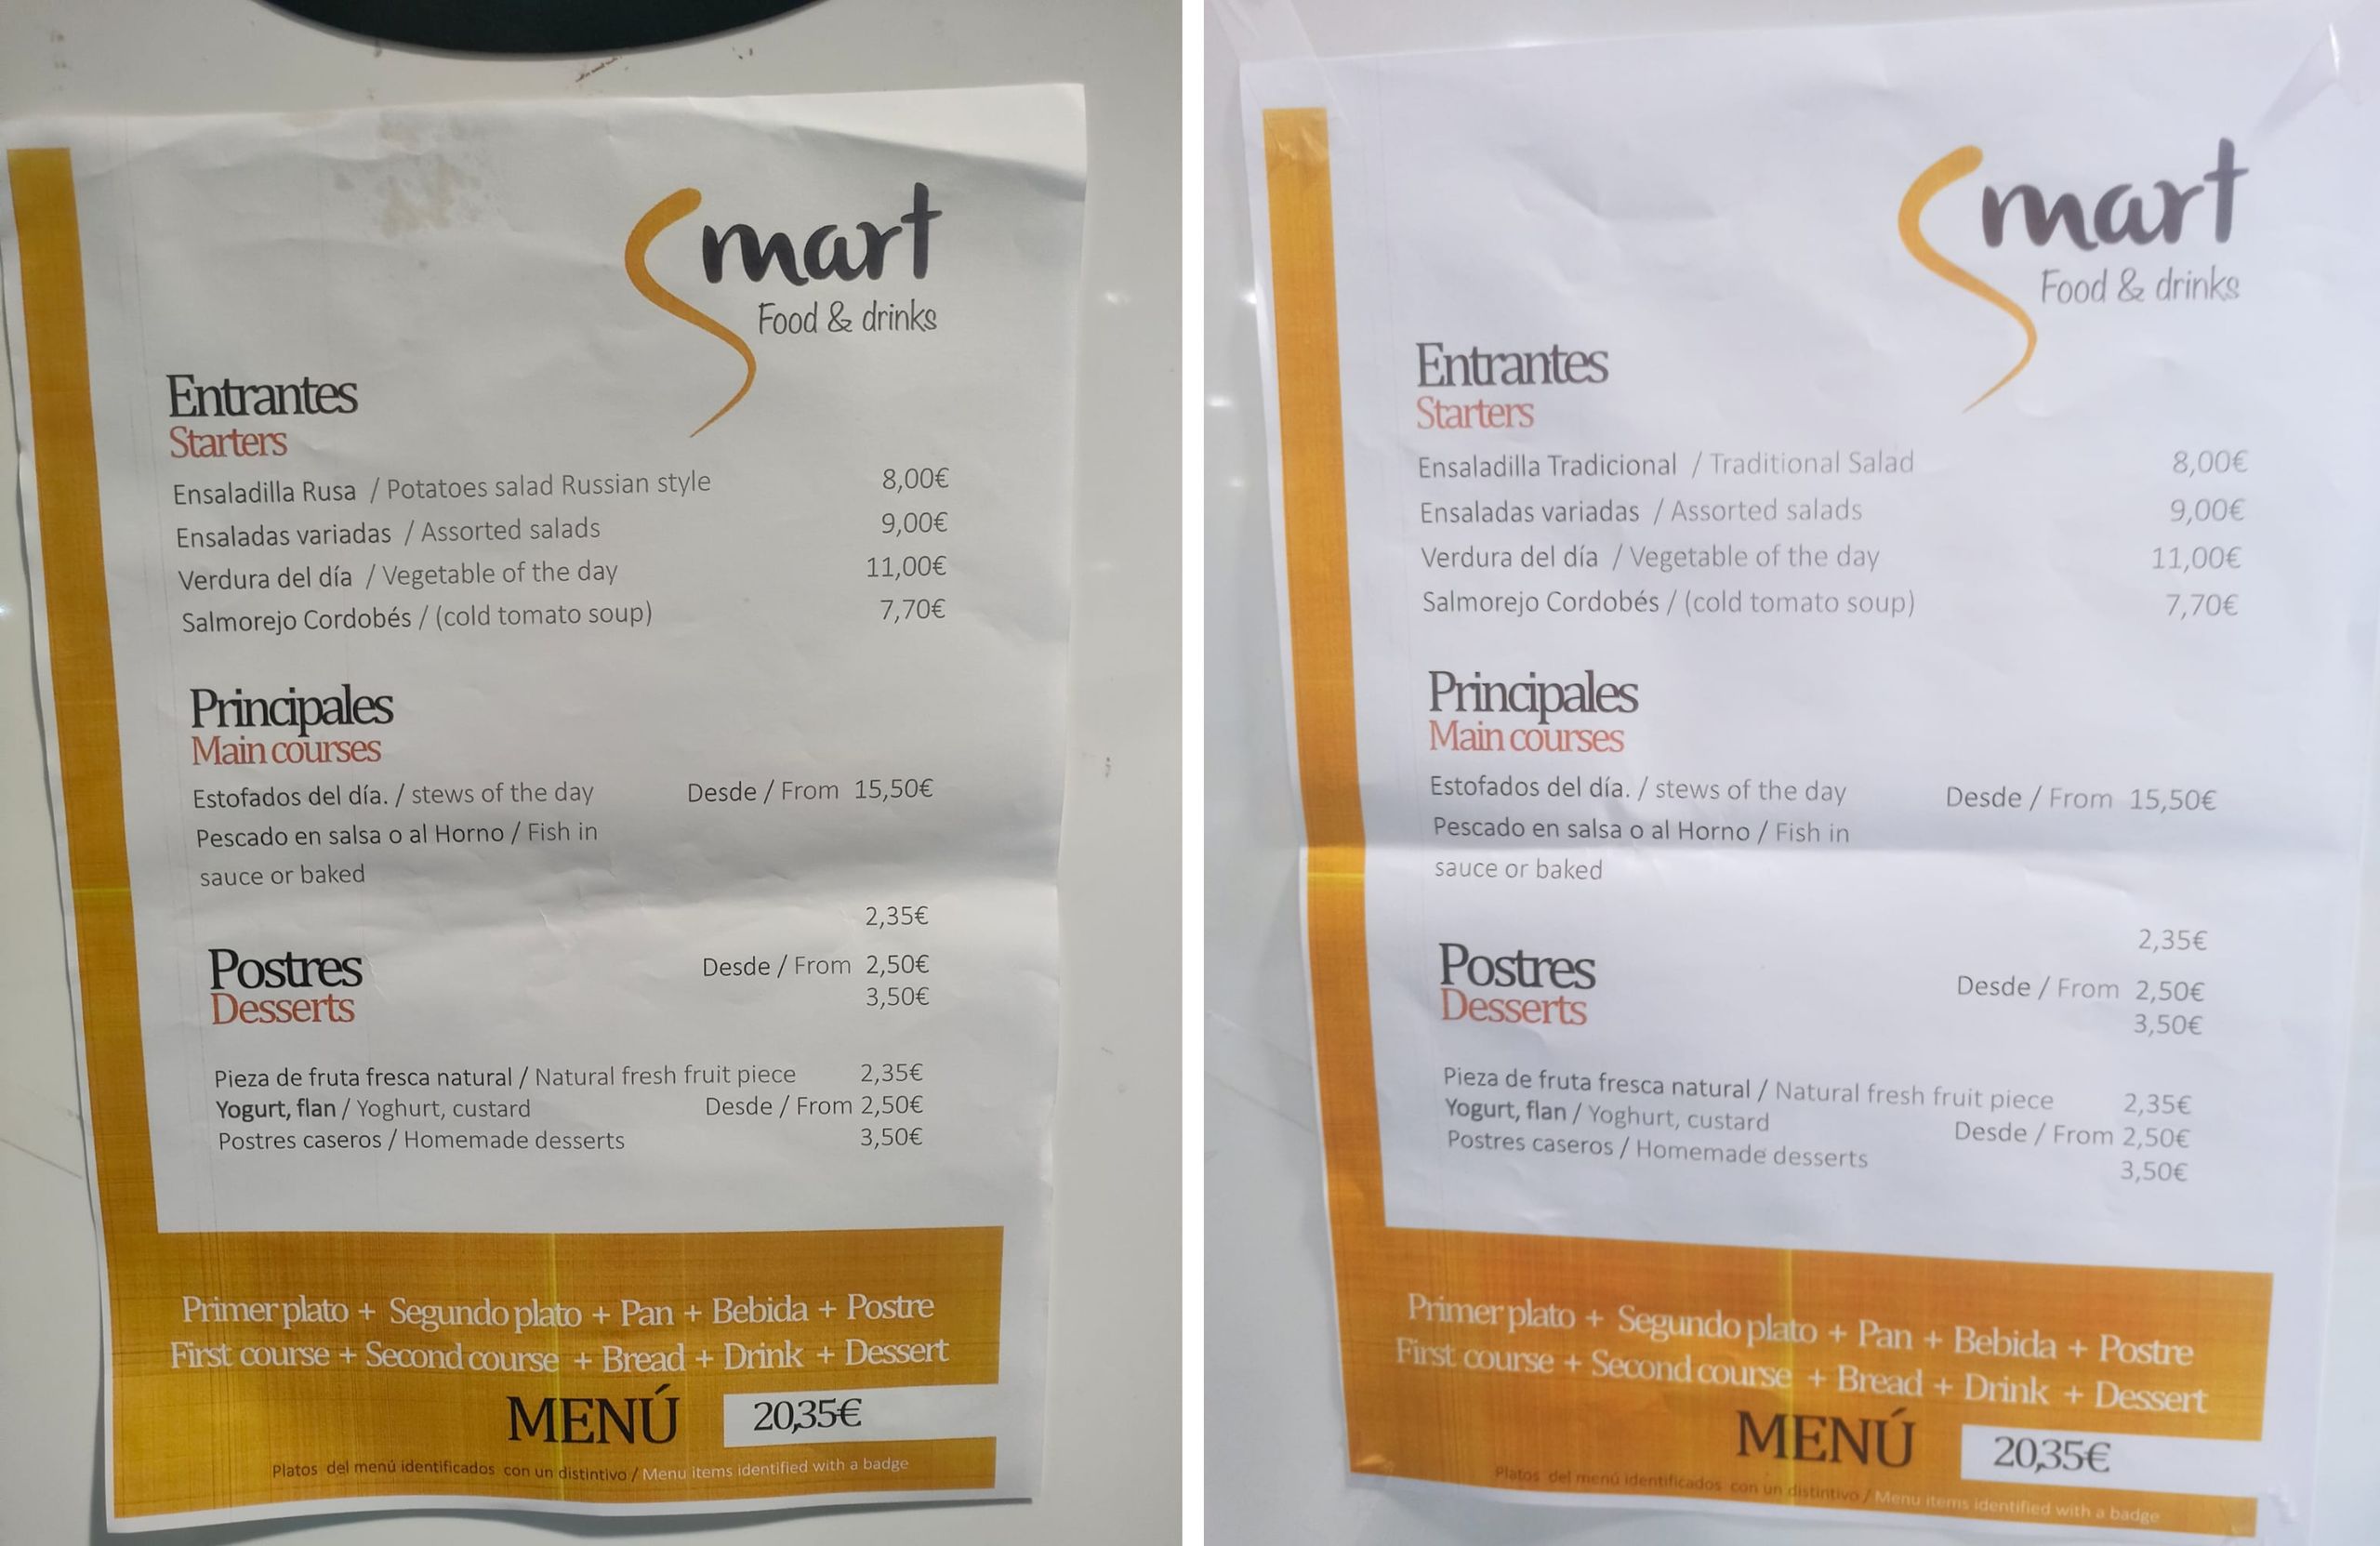 Smart
Food & drinks
Entrantes
Starters
Ensaladilla Rusa / Potatoes salad Russian style 8,00€
Ensaladas variadas / Assorted salads 9,00€
Verdura del día / Vegetable of the day 11,00€
Salmorejo Cordobés / (cold tomato soup) 7,70€
Principales
Main courses
Estofados del día. / stews of the day Desde / From 15,50€
Pescado en salsa o al Horno / Fish in
sauce or baked
2,35€
Postres Desde / From 2,50€
Desserts 3,50€
Pieza de fruta fresca natural / Natural fresh fruit piece 2,35€
Yogurt, flan / Yoghurt, custard Desde / From 2,50€
Postres caseros / Homemade desserts 3,50€
Primer plato + Segundo plato + Pan + Bebida + Postre
First course + Second course + Bread + Drink + Dessert
MENÚ 20,35€
Platos del menú identificados con un distintivo / Menu items identified with a badge
Smart
Food & drinks
Entrantes
Starters
Ensaladilla Tradicional / Traditional Salad 8,00€
Ensaladas variadas / Assorted salads 9,00€
Verdura del día / Vegetable of the day 11,00€
Salmorejo Cordobés / (cold tomato soup) 7,70€
Principales
Main courses
Estofados del día. / stews of the day Desde / From 15,50€
Pescado en salsa o al Horno / Fish in
sauce or baked
2,35€
Postres Desde / From 2,50€
Desserts 3,50€
Pieza de fruta fresca natural / Natural fresh fruit piece 2,35€
Yogurt, flan / Yoghurt, custard Desde / From 2,50€
Postres caseros / Homemade desserts 3,50€
Primer plato + Segundo plato + Pan + Bebida + Postre
First course + Second course + Bread + Drink + Dessert
MENÚ 20,35€
Platos del menú identificados con un distintivo / Menu items identified with a badge